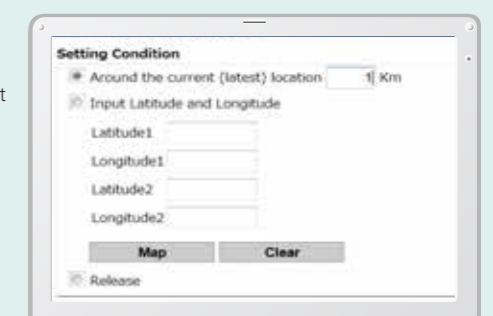 Setting Condition
Around the current (latest) location 1 Km
Input Latitude and Longitude
Latitude1
Longitude1
Latitude2
Longitude2
Map Clear
Release